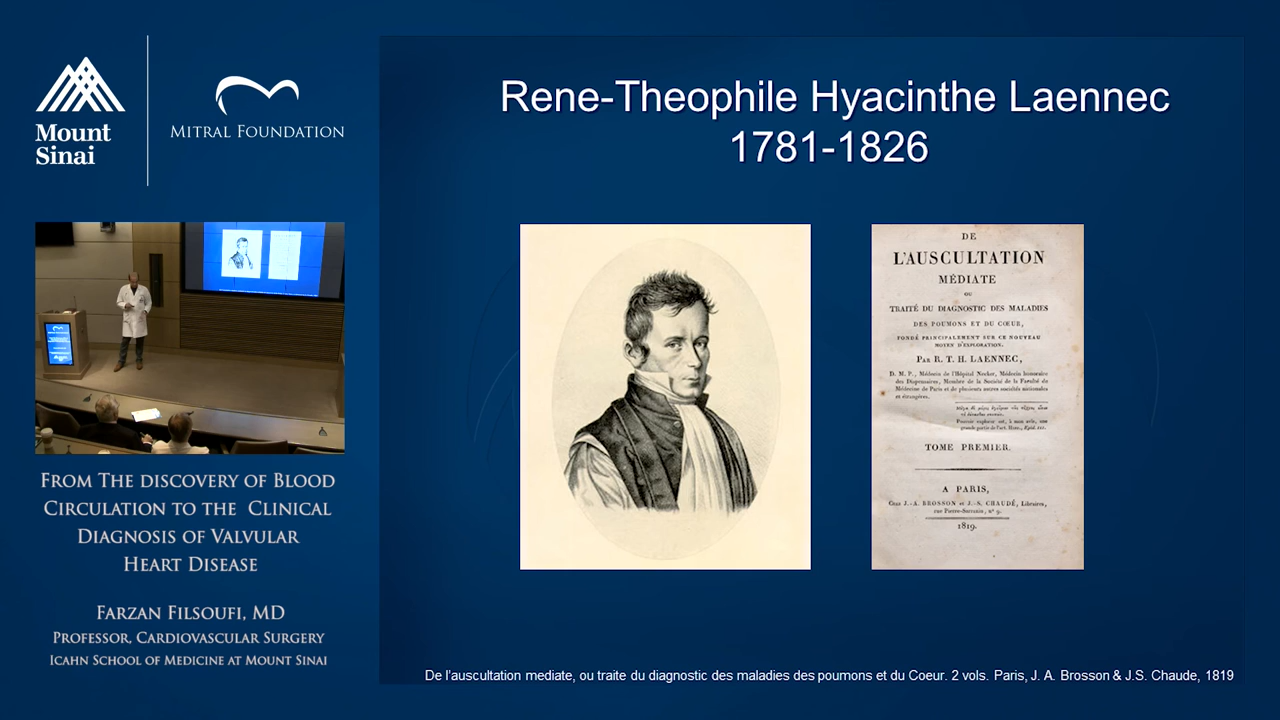 Mount
Sinai
MITRAL FOUNDATION
FROM THE DISCOVERY OF BLOOD
CIRCULATION TO THE CLINICAL
DIAGNOSIS OF VALVULAR
HEART DISEASE
FARZAN FILSOUFI, MD
PROFESSOR, CARDIOVASCULAR SURGERY
ICAHN SCHOOL OF MEDICINE AT MOUNT SINAI
Rene-Theophile Hyacinthe Laennec
1781-1826
DE
L'AUSCULTATION
MÉDIATE
OU
TRAITÉ DU DIAGNOSTIC DES MALADIES
DES POUMONS ET DU CŒUR,
FONDÉ PRINCIPALEMENT SUR CE NOUVEAU
MOYEN D'EXPLORATION.
PAR R. T. H. LAENNEC,
D. M. P., Médecin de l'Hôpital Necker, Médecin honoraire
des Dispensaires, Membre de la Société de la Faculté de
Médecine de Paris et de plusieurs autres sociétés nationales
et étrangères.
TOME PREMIER.
A PARIS,
CHEZ J.-A. BROSSON et J.-S. CHAUDÉ, Libraires,
rue Pierre-Sarrazin, n° 9.
1819.
De l'auscultation mediate, ou traite du diagnostic des maladies des poumons et du Coeur. 2 vols. Paris, J. A. Brosson & J.S. Chaude, 1819